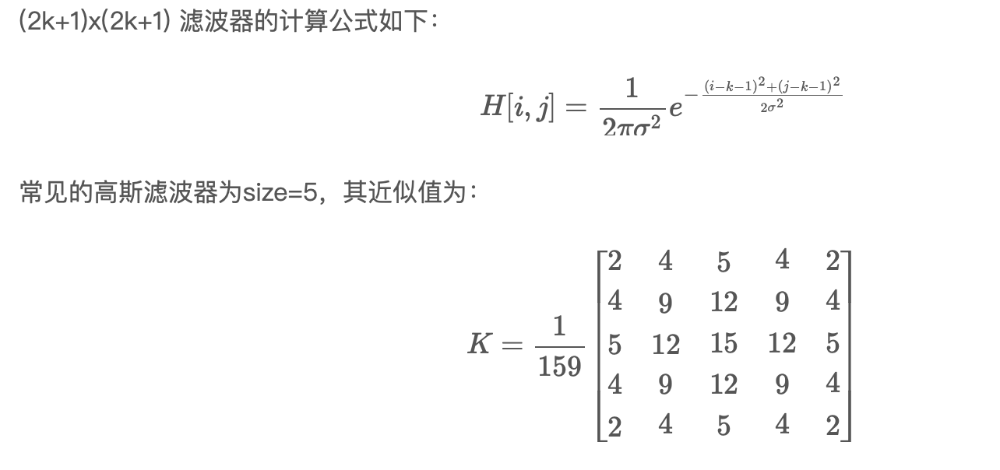 (2k+1)x(2k+1) 滤波器的计算公式如下：
H[i, j] = \frac{1}{2\pi\sigma^2} e^{-\frac{(i-k-1)^2+(j-k-1)^2}{2\sigma^2}}
常见的高斯滤波器为size=5，其近似值为：
K = \frac{1}{159} \begin{bmatrix} 2 & 4 & 5 & 4 & 2 \\ 4 & 9 & 12 & 9 & 4 \\ 5 & 12 & 15 & 12 & 5 \\ 4 & 9 & 12 & 9 & 4 \\ 2 & 4 & 5 & 4 & 2 \end{bmatrix}